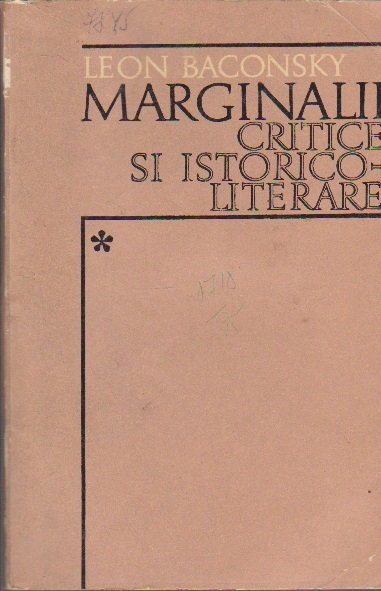 LEON BACONSKY
MARGINALII
CRITICE
SI ISTORICO-
LITERARE
*